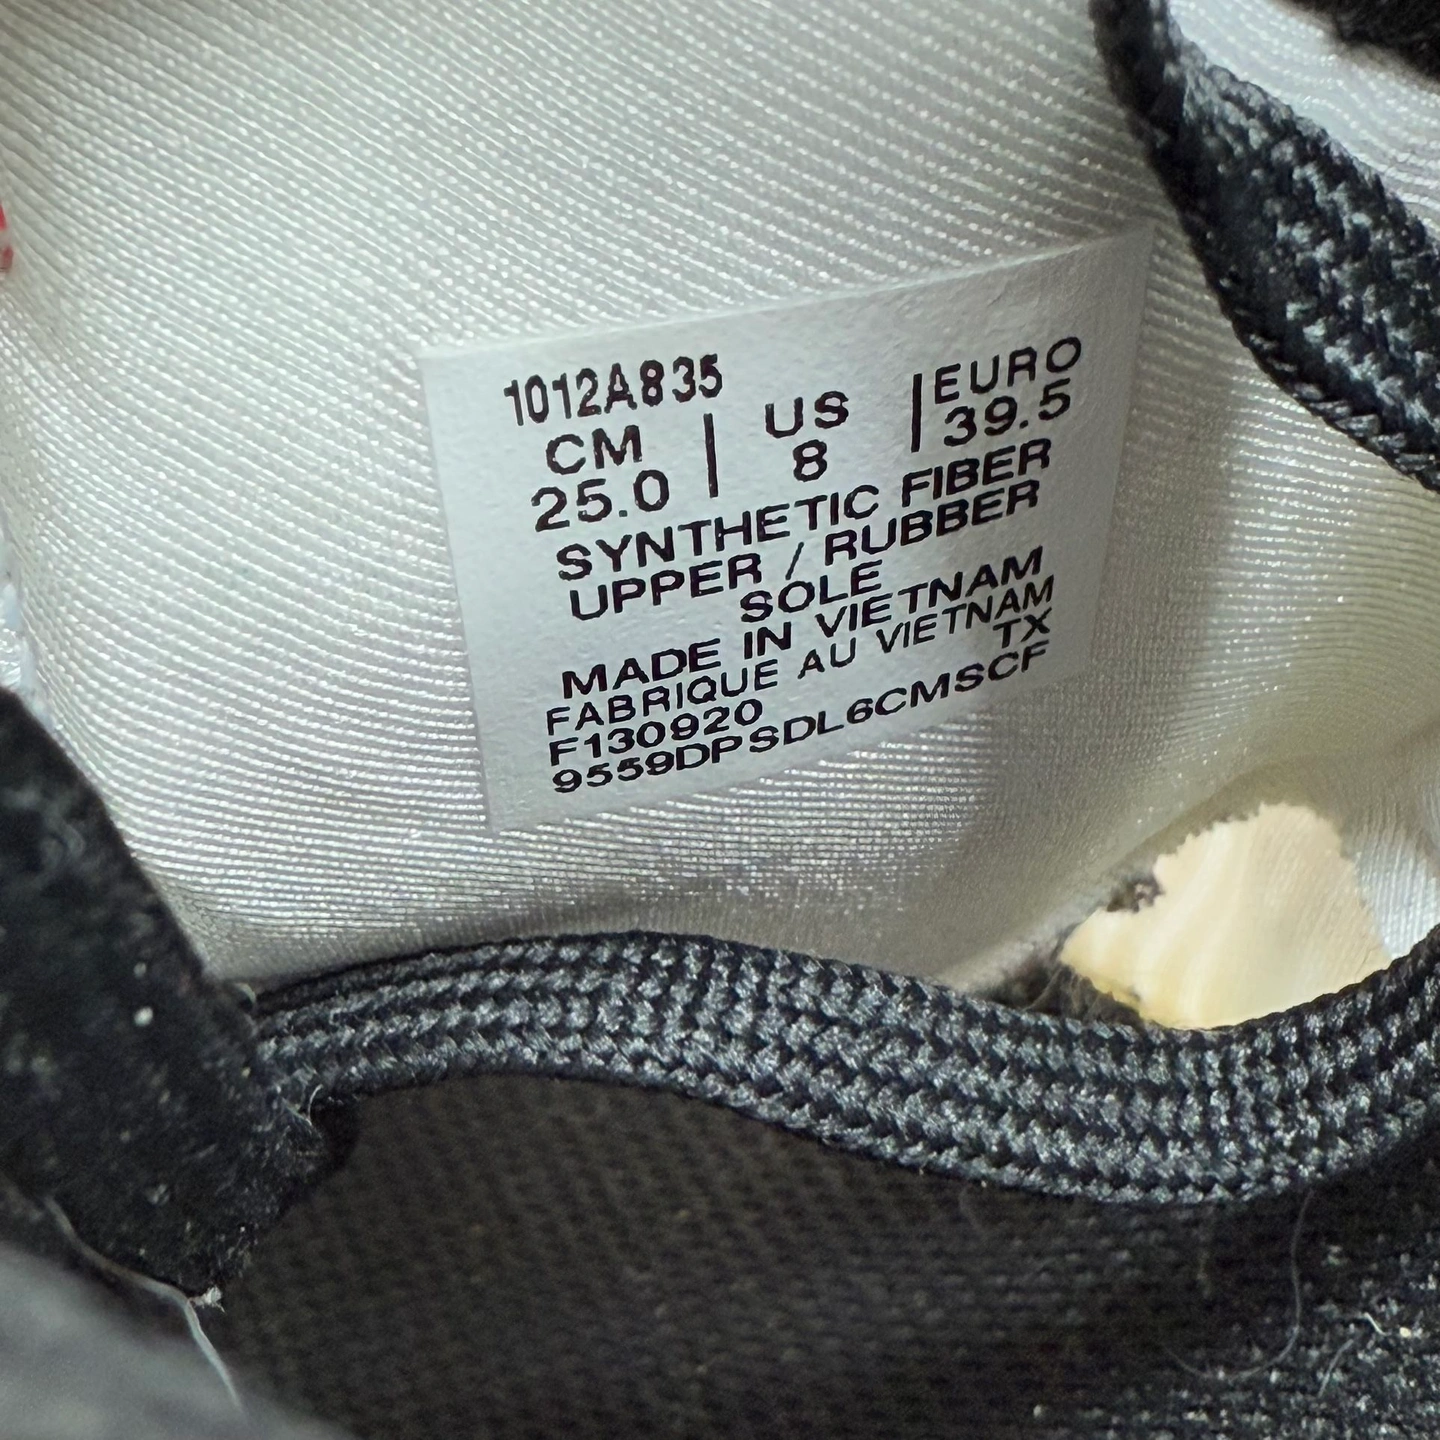 1012A835
CM | US | EURO
25.0 | 8 | 39.5
SYNTHETIC FIBER
UPPER / RUBBER
SOLE
MADE IN VIETNAM
FABRIQUE AU VIETNAM
F130920 TX
9559DPSDL6CMSCF